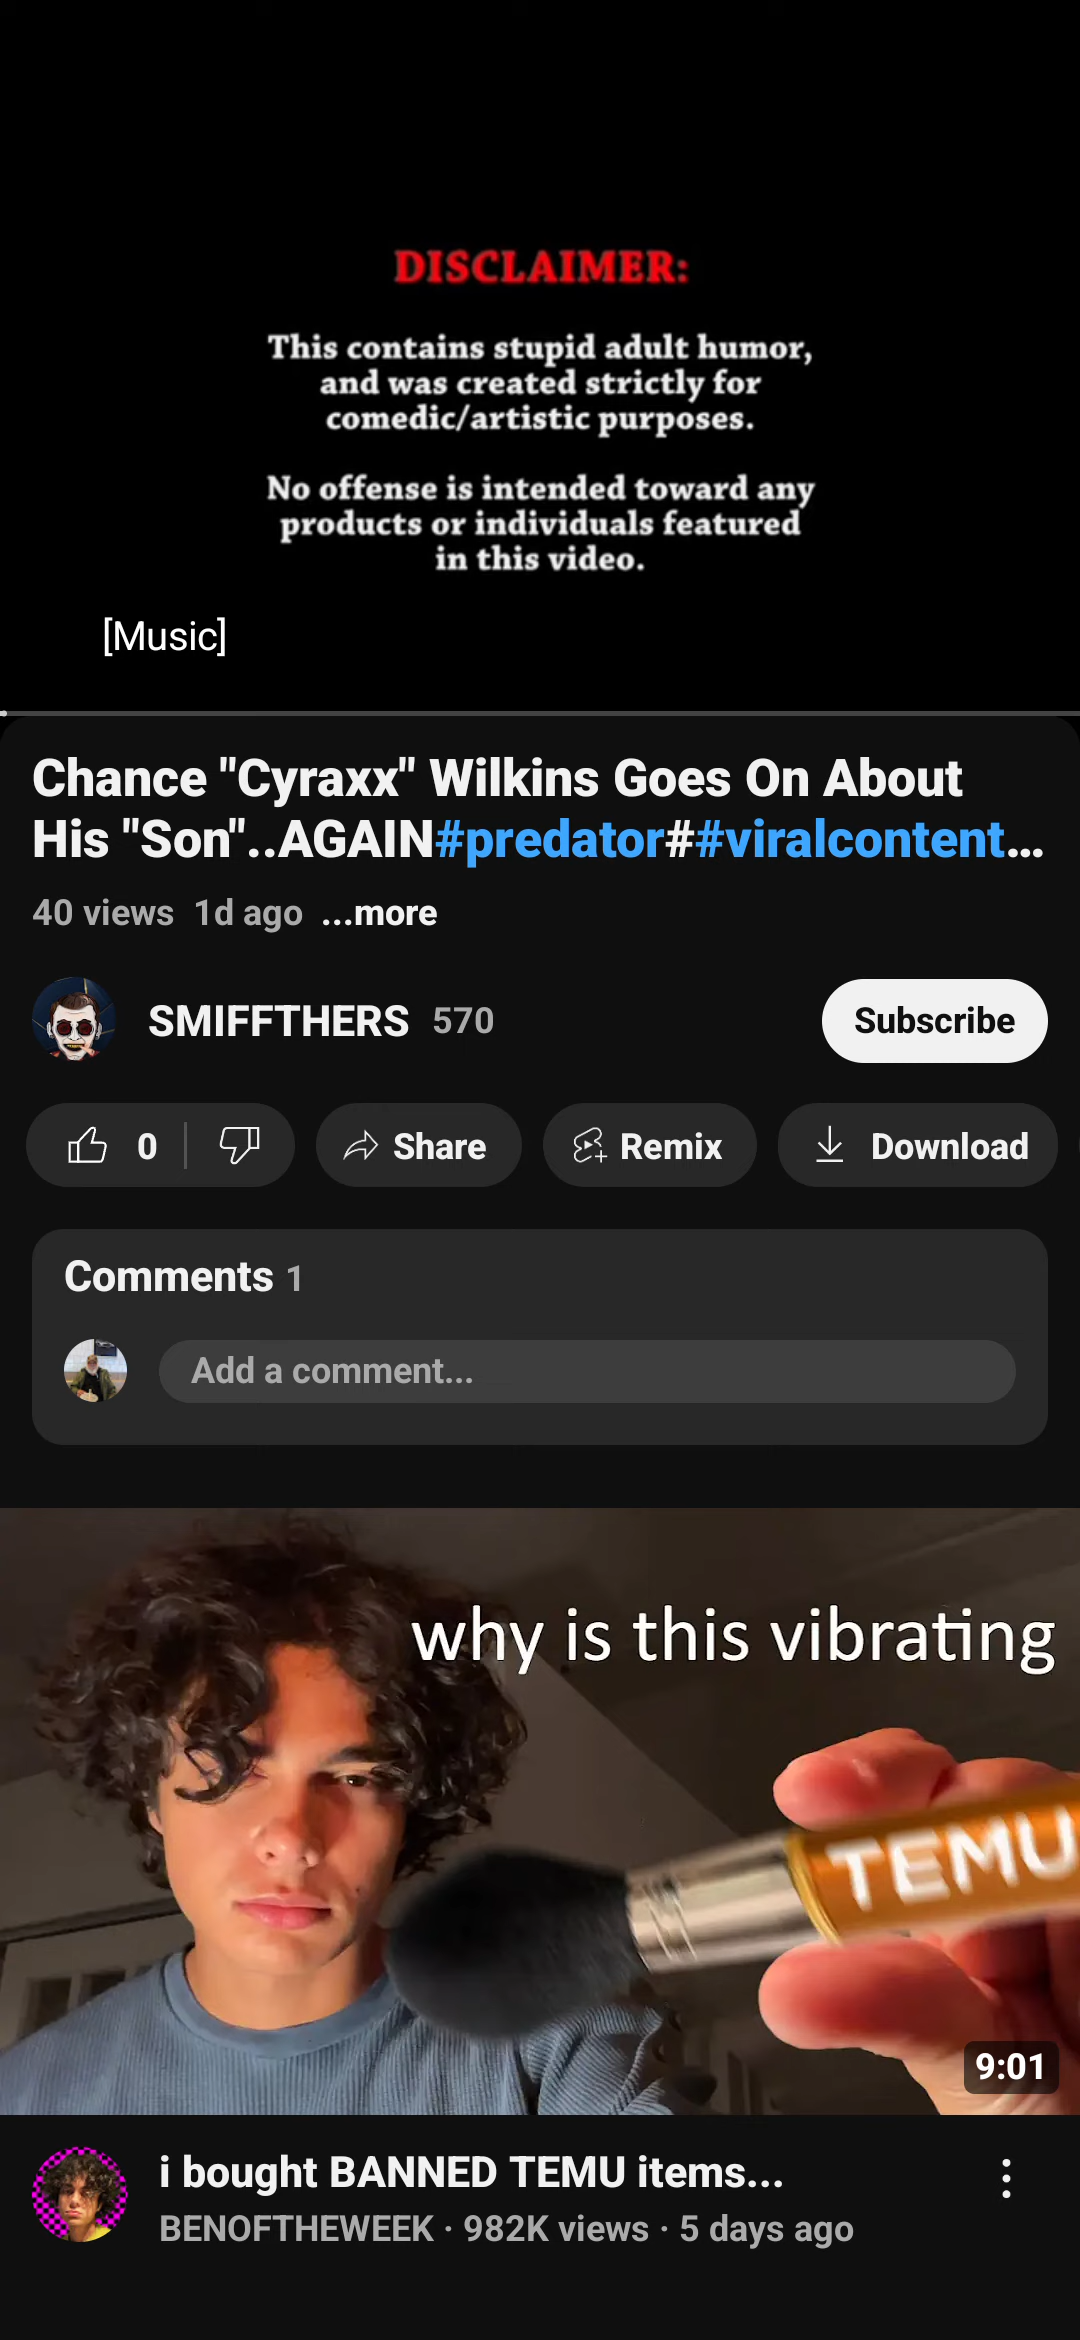 DISCLAIMER:
This contains stupid adult humor,
and was created strictly for
comedic/artistic purposes.
No offense is intended toward any
products or individuals featured
in this video.
[Music]
Chance "Cyraxx" Wilkins Goes On About
His "Son"..AGAIN#predator##viralcontent...
40 views 1d ago ...more
SMIFFTHERS 570
Subscribe
0
Share
Remix
Download
Comments 1
Add a comment...
why is this vibrating
TEMU
9:01
i bought BANNED TEMU items...
BENOFTHEWEEK · 982K views · 5 days ago